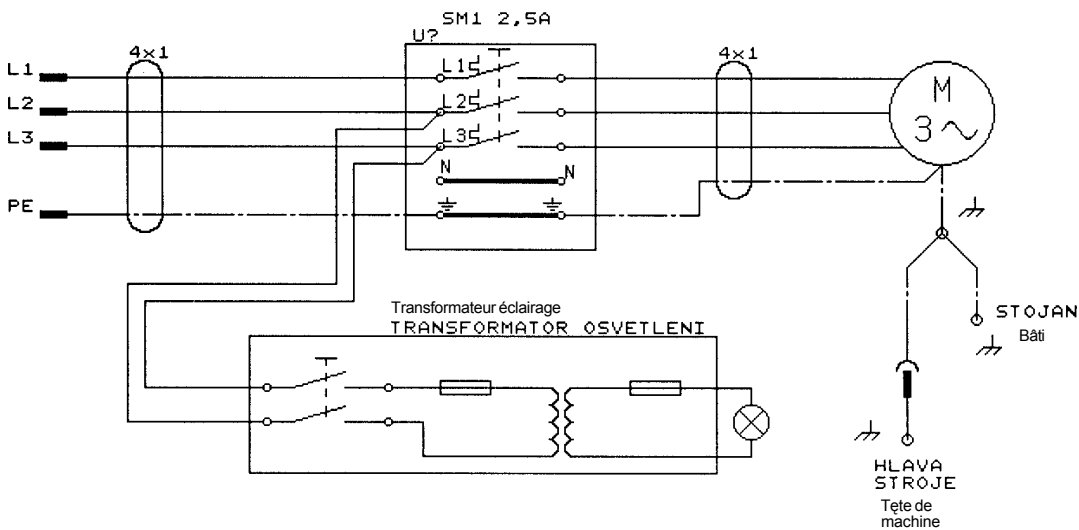 SM1 2,5A
U?
4x1
4x1
L1
L1
L2
L2
M
3
L3
L3
N
N
PE
STOJAN
Bâti
Transformateur éclairage
TRANSFORMATOR OSVETLENI
HLAVA
STROJE
Tęte de
machine